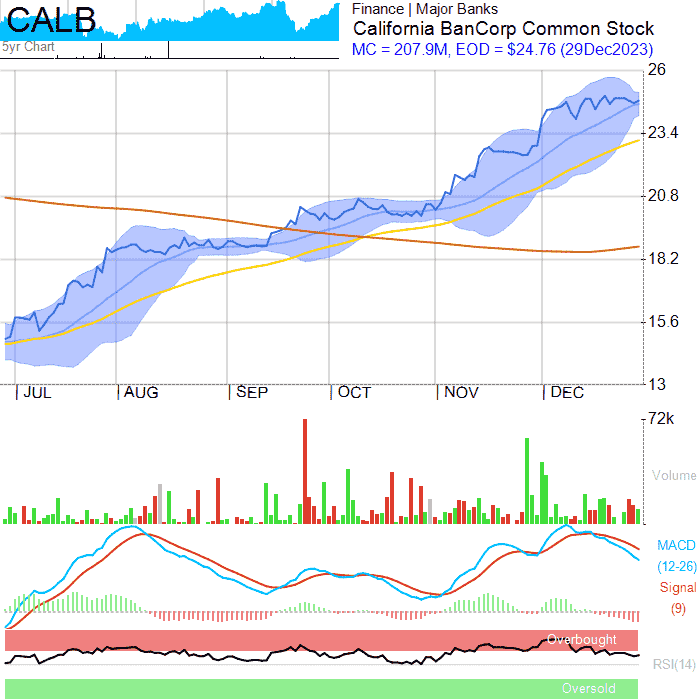 CALB
5yr Chart
Finance | Major Banks
California BanCorp Common Stock
MC = 207.9M, EOD = $24.76 (29Dec2023)
26
23.4
20.8
18.2
15.6
13
JUL
AUG
SEP
OCT
NOV
DEC
72k
Volume
MACD
(12-26)
Signal
(9)
Overbought
RSI(14)
Oversold